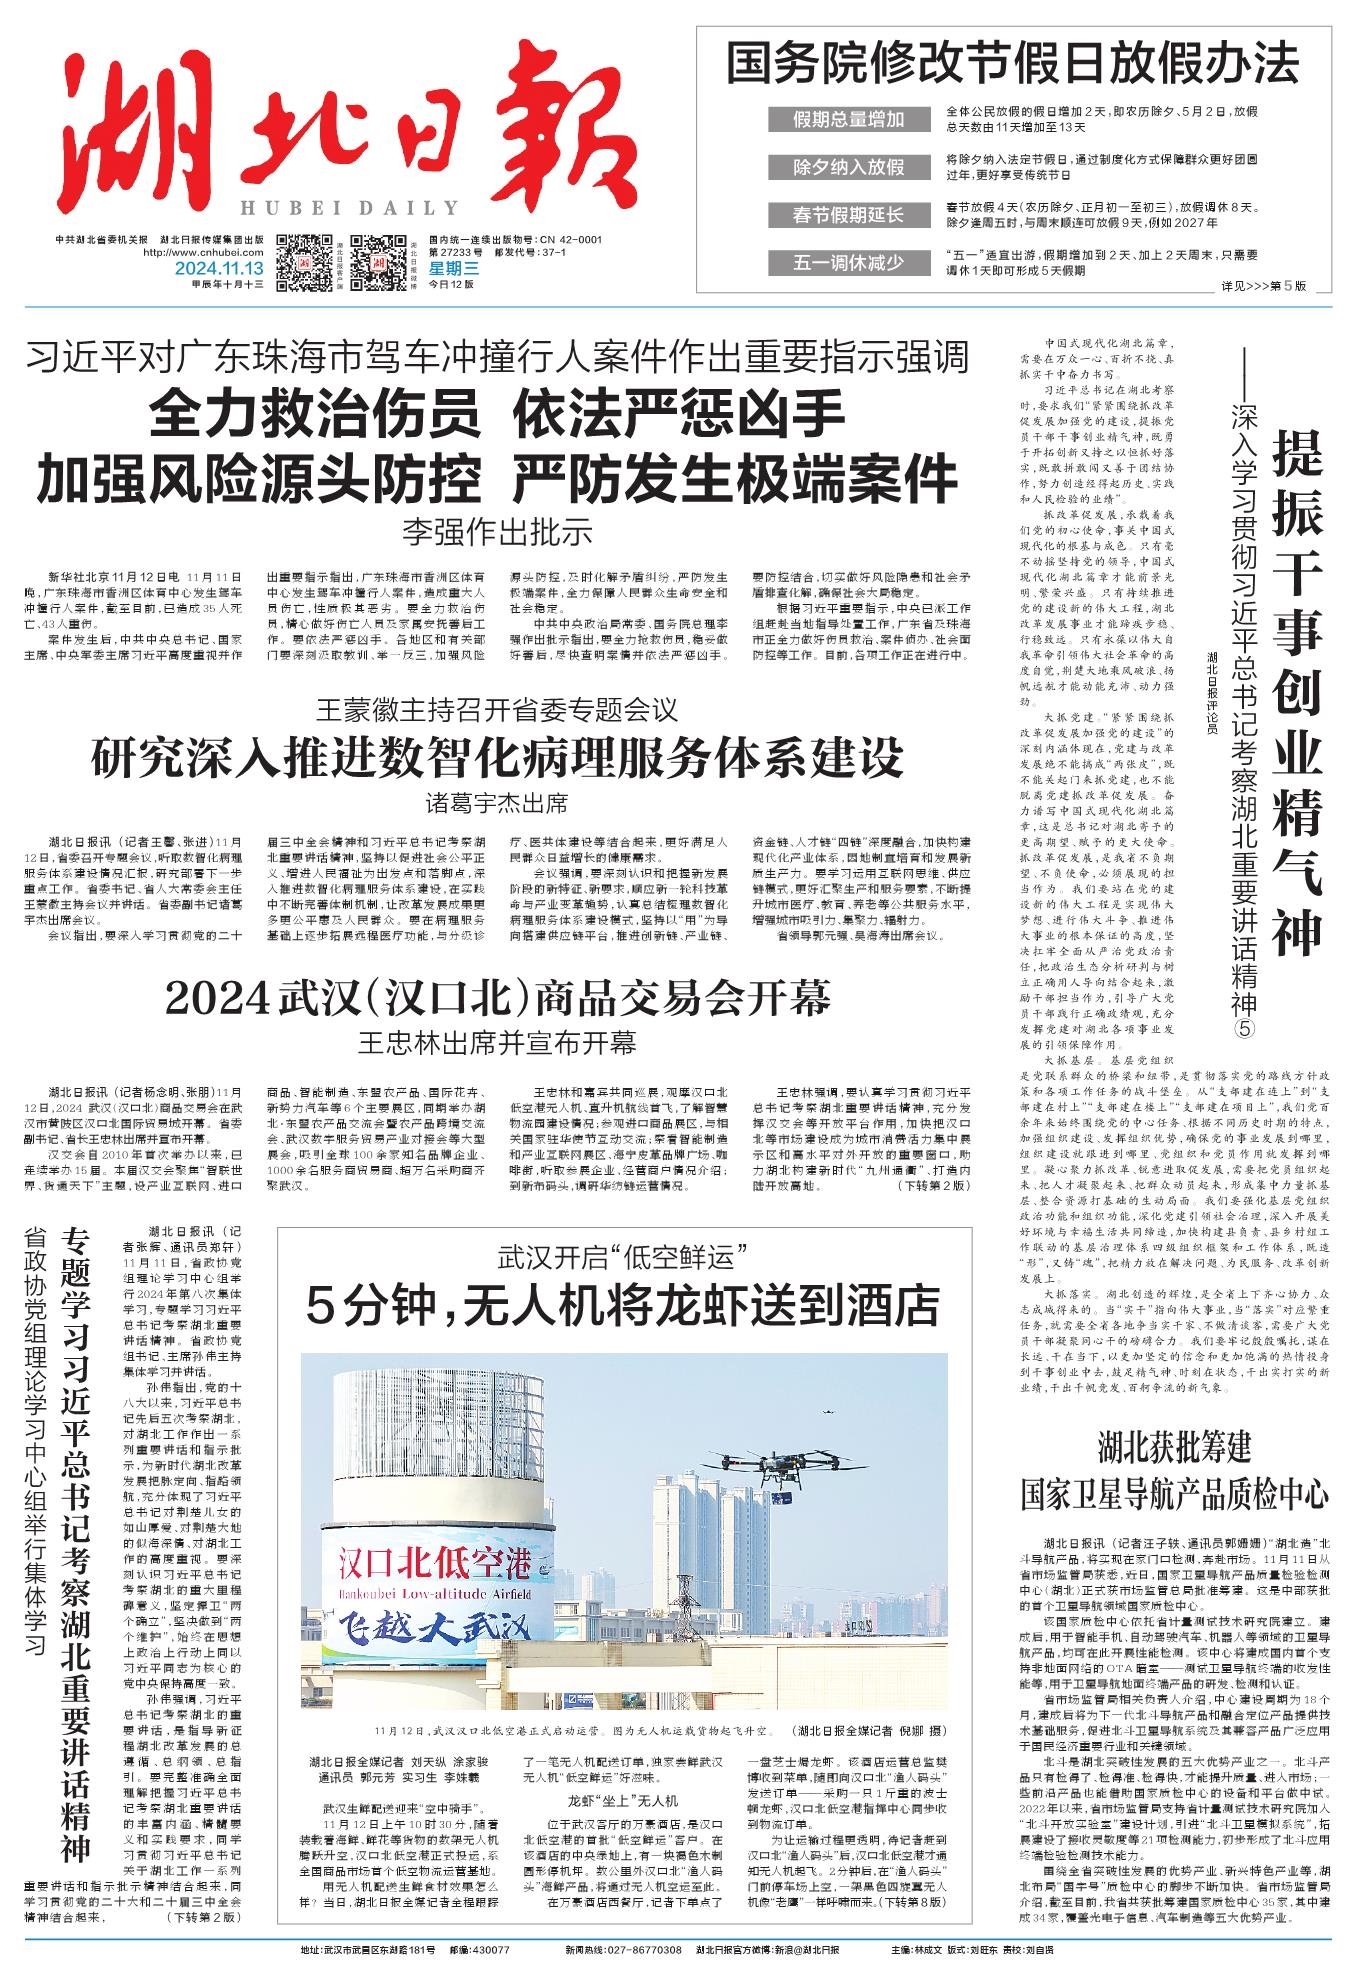 湖北日報
HUBEI DAILY
中共湖北省委机关报 湖北日报传媒集团出版
http://www.cnhubei.com
2024.11.13
甲辰年十月十三
湖北日报客户端
湖北日报微博
国内统一连续出版物号：CN 42-0001
第27233号 邮发代号：37-1
星期三
今日12版
国务院修改节假日放假办法
假期总量增加
全体公民放假的假日增加2天，即农历除夕、5月2日，放假
总天数由11天增加至13天
除夕纳入放假
将除夕纳入法定节假日，通过制度化方式保障群众更好团圆
过年，更好享受传统节日
春节假期延长
春节放假4天（农历除夕、正月初一至初三），放假调休8天。
除夕逢周五时，与周末顺连可放假9天，例如2027年
五一调休减少
“五一”适宜出游，假期增加到2天、加上2天周末，只需要
调休1天即可形成5天假期
详见>>>第5版
习近平对广东珠海市驾车冲撞行人案件作出重要指示强调
全力救治伤员 依法严惩凶手
加强风险源头防控 严防发生极端案件
李强作出批示
新华社北京11月12日电 11月11日
晚，广东珠海市香洲区体育中心发生驾车
冲撞行人案件，截至目前，已造成35人死
亡、43人重伤。
案件发生后，中共中央总书记、国家
主席、中央军委主席习近平高度重视并作
出重要指示指出，广东珠海市香洲区体育
中心发生驾车冲撞行人案件，造成重大人
员伤亡，性质极其恶劣。要全力救治伤
员，精心做好伤亡人员及家属安抚善后工
作。要依法严惩凶手。各地区和有关部
门要深刻汲取教训、举一反三，加强风险
源头防控，及时化解矛盾纠纷，严防发生
极端案件，全力保障人民群众生命安全和
社会稳定。
中共中央政治局常委、国务院总理李
强作出批示指出，要全力抢救伤员，稳妥做
好善后，尽快查明案情并依法严惩凶手。
要防控结合，切实做好风险隐患和社会矛
盾排查化解，确保社会大局稳定。
根据习近平重要指示，中央已派工作
组赶赴当地指导处置工作，广东省及珠海
市正全力做好伤员救治、案件侦办、社会面
防控等工作。目前，各项工作正在进行中。
王蒙徽主持召开省委专题会议
研究深入推进数智化病理服务体系建设
诸葛宇杰出席
湖北日报讯（记者王馨、张进）11月
12日，省委召开专题会议，听取数智化病理
服务体系建设情况汇报，研究部署下一步
重点工作。省委书记、省人大常委会主任
王蒙徽主持会议并讲话。省委副书记诸葛
宇杰出席会议。
会议指出，要深入学习贯彻党的二十
届三中全会精神和习近平总书记考察湖
北重要讲话精神，坚持以促进社会公平正
义、增进人民福祉为出发点和落脚点，深
入推进数智化病理服务体系建设，在实践
中不断完善体制机制，让改革发展成果更
多更公平惠及人民群众。要在病理服务
基础上逐步拓展远程医疗功能，与分级诊
疗、医共体建设等结合起来，更好满足人
民群众日益增长的健康需求。
会议强调，要深刻认识和把握新发展
阶段的新特征、新要求，顺应新一轮科技革
命与产业变革趋势，认真总结梳理数智化
病理服务体系建设模式，坚持以“用”为导
向搭建供应链平台，推进创新链、产业链、
资金链、人才链“四链”深度融合，加快构建
现代化产业体系，因地制宜培育和发展新
质生产力。要学习运用互联网思维、供应
链模式，更好汇聚生产和服务要素，不断提
升城市医疗、教育、养老等公共服务水平，
增强城市吸引力、集聚力、辐射力。
省领导郭元强、吴海涛出席会议。
2024武汉（汉口北）商品交易会开幕
王忠林出席并宣布开幕
湖北日报讯（记者杨念明、张朋）11月
12日，2024 武汉（汉口北）商品交易会在武
汉市黄陂区汉口北国际贸易城开幕。省委
副书记、省长王忠林出席并宣布开幕。
汉交会自2010年首次举办以来，已
连续举办15届。本届汉交会聚焦“智联世
界、货通天下”主题，设产业互联网、进口
商品、智能制造、东盟农产品、国际花卉、
新势力汽车等6个主要展区，同期举办湖
北·东盟农产品交流会暨农产品跨境交流
会、武汉数字服务贸易产业对接会等大型
展会，吸引全球100余家知名品牌企业、
1000余名服务商贸易商、超万名采购商齐
聚武汉。
王忠林和嘉宾共同巡展，观摩汉口北
低空港无人机、直升机航线首飞，了解智慧
物流园建设情况；参观进口商品展区，与相
关国家驻华使节互动交流；察看智能制造
和产业互联网展区、海宁皮革品牌广场、咖
啡街，听取参展企业、经营商户情况介绍；
到新布码头，调研华纺链运营情况。
王忠林强调，要认真学习贯彻习近平
总书记考察湖北重要讲话精神，充分发
挥汉交会等开放平台作用，加快把汉口
北等市场建设成为城市消费活力集中展
示区和高水平对外开放的重要窗口，助
力湖北构建新时代“九州通衢”、打造内
陆开放高地。 （下转第2版）
提振干事创业精气神
——深入学习贯彻习近平总书记考察湖北重要讲话精神⑤
湖北日报评论员
中国式现代化湖北篇章，
需要在万众一心、百折不挠、真
抓实干中奋力书写。
习近平总书记在湖北考察
时，要求我们“紧紧围绕抓改革
促发展加强党的建设，提振党
员干部干事创业精气神，既勇
于开拓创新又持之以恒抓好落
实，既敢拼敢闯又善于团结协
作，努力创造经得起历史、实践
和人民检验的业绩”。
抓改革促发展，承载着我
们党的初心使命，事关中国式
现代化的根基与成色。只有毫
不动摇坚持党的领导，中国式
现代化湖北篇章才能前景光
明、繁荣兴盛。只有持续推进
党的建设新的伟大工程，湖北
改革发展事业才能蹄疾步稳、
行稳致远。只有永葆以伟大自
我革命引领伟大社会革命的高
度自觉，荆楚大地乘风破浪、扬
帆远航才能动能充沛、动力强
劲。
大抓党建。“紧紧围绕抓
改革促发展加强党的建设”的
深刻内涵体现在，党建与改革
发展绝不能搞成“两张皮”，既
不能关起门来抓党建，也不能
脱离党建抓改革促发展。奋
力谱写中国式现代化湖北篇
章，这是总书记对湖北寄予的
更高期望、赋予的更大使命。
抓改革促发展，是我省不负期
望、不负使命，必须展现的担
当作为。我们要站在党的建
设新的伟大工程是实现伟大
梦想、进行伟大斗争、推进伟
大事业的根本保证的高度，坚
决扛牢全面从严治党政治责
任，把政治生态分析研判与树
立正确用人导向结合起来，激
励干部担当作为，引导广大党
员干部践行正确政绩观，充分
发挥党建对湖北各项事业发
展的引领保障作用。
大抓基层。基层党组织
是党联系群众的桥梁和纽带，是贯彻落实党的路线方针政
策和各项工作任务的战斗堡垒。从“支部建在连上”到“支
部建在村上”“支部建在楼上”“支部建在项目上”，我们党百
余年来始终围绕党的中心任务、根据不同历史时期的特点，
加强组织建设、发挥组织优势，确保党的事业发展到哪里，
组织建设就跟进到哪里、党组织和党员作用就发挥到哪
里。凝心聚力抓改革、锐意进取促发展，需要把党员组织起
来、把人才凝聚起来、把群众动员起来，形成集中力量抓基
层、整合资源打基础的生动局面。我们要强化基层党组织
政治功能和组织功能，深化党建引领社会治理，深入开展美
好环境与幸福生活共同缔造，加快构建县负责、县乡村组工
作联动的基层治理体系四级组织框架和工作体系，既造
“形”，又铸“魂”，把精力放在解决问题、为民服务、改革创新
发展上。
大抓落实。湖北创造的辉煌，是全省上下齐心协力、众
志成城得来的。当“实干”指向伟大事业，当“落实”对应繁重
任务，就需要全省各地争当实干家、不做清谈客，需要广大党
员干部凝聚同心干的磅礴合力。我们要牢记殷殷嘱托，谋在
长远、干在当下，以更加坚定的信念和更加饱满的热情投身
到干事创业中去，鼓足精气神、时刻在状态，干出实打实的新
业绩，干出千帆竞发、百舸争流的新气象。
专题学习习近平总书记考察湖北重要讲话精神
省政协党组理论学习中心组举行集体学习
湖北日报讯（记
者张辉、通讯员郑轩）
11月11日，省政协党
组理论学习中心组举
行2024年第八次集体
学习，专题学习习近平
总书记考察湖北重要
讲话精神。省政协党
组书记、主席孙伟主持
集体学习并讲话。
孙伟指出，党的十
八大以来，习近平总书
记先后五次考察湖北，
对湖北工作作出一系
列重要讲话和指示批
示，为新时代湖北改革
发展把脉定向、指路领
航，充分体现了习近平
总书记对荆楚儿女的
如山厚爱、对荆楚大地
的似海深情、对湖北工
作的高度重视。要深
刻认识习近平总书记
考察湖北的重大里程
碑意义，坚定捍卫“两
个确立”，坚决做到“两
个维护”，始终在思想
上政治上行动上同以
习近平同志为核心的
党中央保持高度一致。
孙伟强调，习近平
总书记考察湖北的重
要讲话，是指导新征
程湖北改革发展的总
遵循、总纲领、总指
引。要完整准确全面
理解把握习近平总书
记考察湖北重要讲话
的丰富内涵、精髓要
义和实践要求，同学
习贯彻习近平总书记
关于湖北工作一系列
重要讲话和指示批示精神结合起来，同
学习贯彻党的二十大和二十届三中全会
精神结合起来， （下转第2版）
武汉开启“低空鲜运”
5分钟，无人机将龙虾送到酒店
汉口北低空港
Hankoubei Low-altitude Airfield
飞越大武汉
11月12日，武汉汉口北低空港正式启动运营。图为无人机运载货物起飞升空。 （湖北日报全媒记者 倪娜 摄）
湖北日报全媒记者 刘天纵 涂家骏
通讯员 郭元芳 实习生 李姝羲
武汉生鲜配送迎来“空中骑手”。
11月12日上午10时30分，随着
装载着海鲜、鲜花等货物的数架无人机
腾跃升空，汉口北低空港正式投运，系
全国商品市场首个低空物流运营基地。
用无人机配送生鲜食材效果怎么
样？当日，湖北日报全媒记者全程跟踪
了一笔无人机配送订单，独家尝鲜武汉
无人机“低空鲜运”好滋味。
龙虾“坐上”无人机
位于武汉客厅的万豪酒店，是汉口
北低空港的首批“低空鲜运”客户。在
该酒店的中央绿地上，有一块褐色木制
圆形停机坪。数公里外汉口北“渔人码
头”海鲜产品，将通过无人机空运至此。
在万豪酒店西餐厅，记者下单点了
一盘芝士焗龙虾。该酒店运营总监樊
博收到菜单，随即向汉口北“渔人码头”
发送订单——采购一只1斤重的波士
顿龙虾，汉口北低空港指挥中心同步收
到物流订单。
为让运输过程更透明，待记者赶到
汉口北“渔人码头”后，汉口北低空港才通
知无人机起飞。2分钟后，在“渔人码头”
门前停车场上空，一架黑色四旋翼无人
机像“老鹰”一样呼啸而来。（下转第8版）
湖北获批筹建
国家卫星导航产品质检中心
湖北日报讯（记者汪子轶、通讯员郭姗姗）“湖北造”北
斗导航产品，将实现在家门口检测，奔赴市场。11月11日从
省市场监管局获悉，近日，国家卫星导航产品质量检验检测
中心（湖北）正式获市场监管总局批准筹建。这是中部获批
的首个卫星导航领域国家质检中心。
该国家质检中心依托省计量测试技术研究院建立。建
成后，用于智能手机、自动驾驶汽车、机器人等领域的卫星导
航产品，均可在此开展性能检测。该中心将建成国内首个支
持非地面网络的OTA暗室——测试卫星导航终端的收发性
能等，用于卫星导航地面终端产品的研发、检测和认证。
省市场监管局相关负责人介绍，中心建设周期为18个
月，建成后将为下一代北斗导航产品和融合定位产品提供技
术基础服务，促进北斗卫星导航系统及其兼容产品广泛应用
于国民经济重要行业和关键领域。
北斗是湖北突破性发展的五大优势产业之一。北斗产
品只有检得了、检得准、检得快，才能提升质量、进入市场；一
些前沿产品也能借助国家质检中心的设备和平台做中试。
2022年以来，省市场监管局支持省计量测试技术研究院加入
“北斗开放实验室”建设计划，引进“北斗卫星模拟系统”，拓
展建设了接收灵敏度等21项检测能力，初步形成了北斗应用
终端检验检测技术能力。
围绕全省突破性发展的优势产业、新兴特色产业等，湖
北布局“国字号”质检中心的脚步不断加快。省市场监管局
介绍，截至目前，我省共获批筹建国家质检中心35家，其中建
成34家，覆盖光电子信息、汽车制造等五大优势产业。
地址：武汉市武昌区东湖路181号 邮编：430077 新闻热线：027-86770308 湖北日报官方微博：新浪@湖北日报 主编：林成文 版式：刘旺东 责校：刘自贤